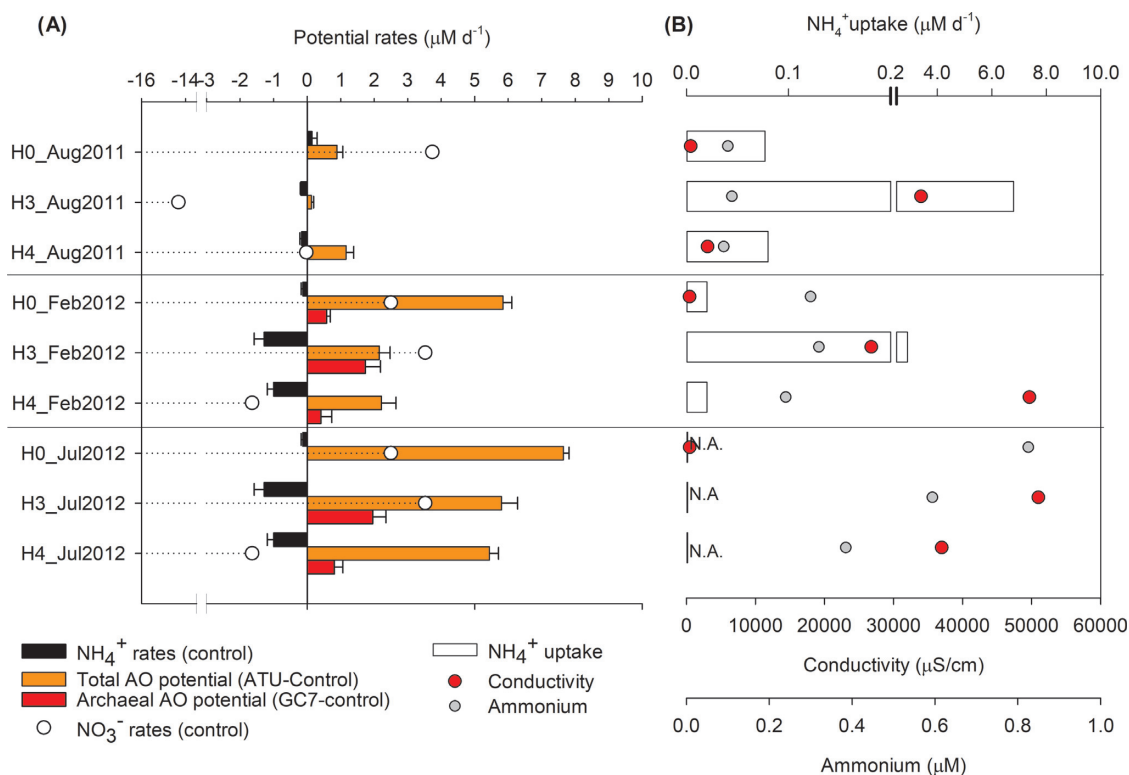 (A)
Potential rates (μM d⁻¹)
-16 -14 -3 -2 -1 0 1 2 3 4 5 6 7 8 9 10
H0_Aug2011
H3_Aug2011
H4_Aug2011
H0_Feb2012
H3_Feb2012
H4_Feb2012
H0_Jul2012
H3_Jul2012
H4_Jul2012
NH₄⁺ rates (control)
Total AO potential (ATU-Control)
Archaeal AO potential (GC7-control)
NO₃⁻ rates (control)
(B)
NH₄⁺uptake (μM d⁻¹)
0.0 0.1 0.2 4.0 6.0 8.0 10.0
N.A.
N.A
N.A.
0 10000 20000 30000 40000 50000 60000
Conductivity (μS/cm)
NH₄⁺ uptake
Conductivity
Ammonium
0.0 0.2 0.4 0.6 0.8 1.0
Ammonium (μM)